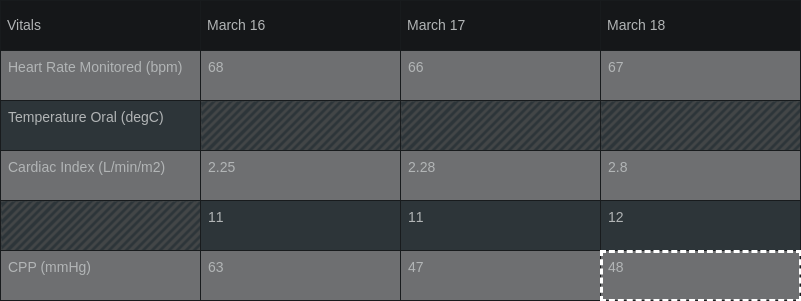 Vitals March 16 March 17 March 18
Heart Rate Monitored (bpm) 68 66 67
Temperature Oral (degC)
Cardiac Index (L/min/m2) 2.25 2.28 2.8
11 11 12
CPP (mmHg) 63 47 48